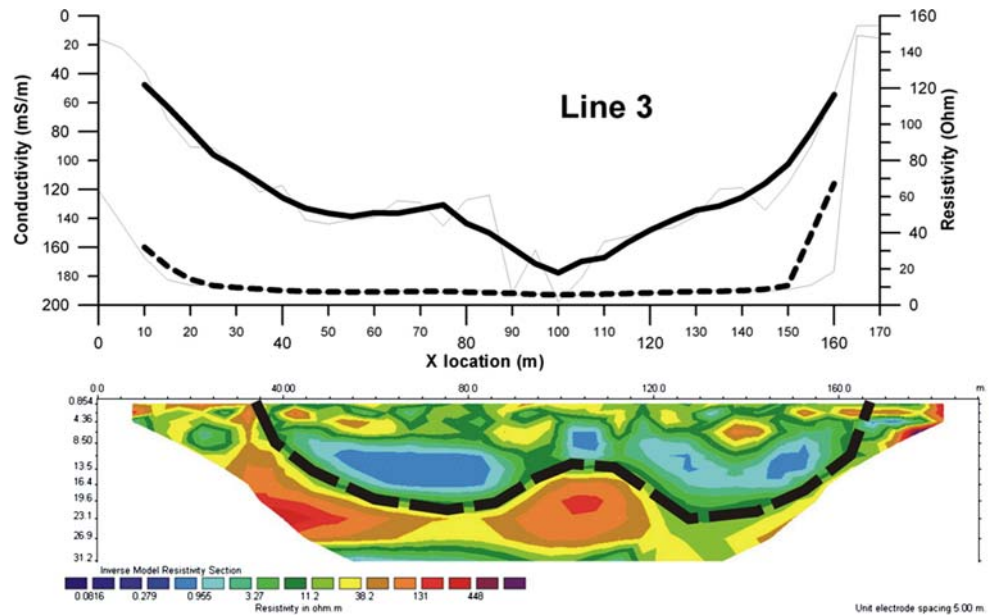 0 160
20 140
40 120
60
80 100
100 80
120 60
140 40
160
180 20
200 0
Conductivity (mS/m)
Resistivity (Ohm)
Line 3
10 30 50 70 90 110 130 150 170
0 20 40 60 80 100 120 140 160
X location (m)
0.0 40.00 80.0 120.0 160.0 m.
0.854
4.36
8.50
13.5
16.4
19.6
23.1
26.9
31.2
Inverse Model Resistivity Section
0.0816 0.279 0.955 3.27 11.2 38.2 131 448
Resistivity in ohm.m
Unit electrode spacing 5.00 m.